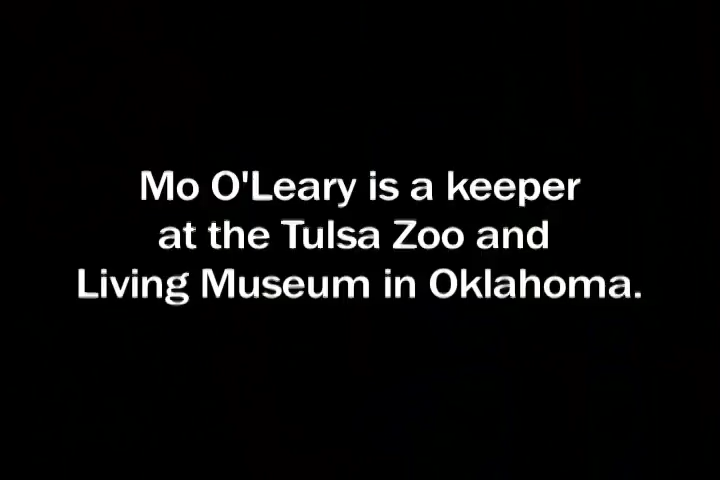 Mo O'Leary is a keeper
at the Tulsa Zoo and
Living Museum in Oklahoma.